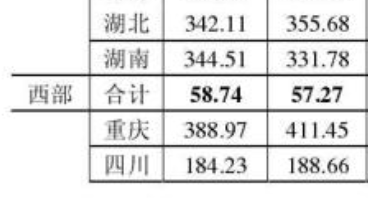 湖北 342.11 355.68
湖南 344.51 331.78
西部 合计 58.74 57.27
重庆 388.97 411.45
四川 184.23 188.66